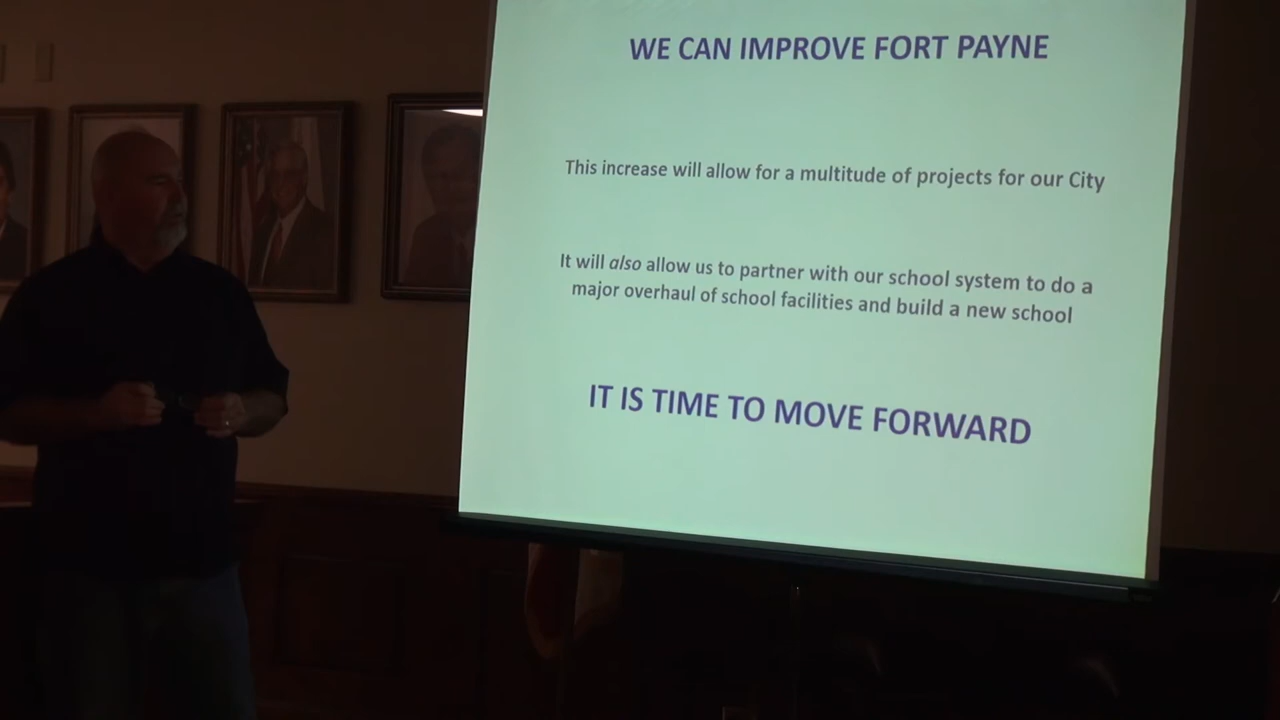 WE CAN IMPROVE FORT PAYNE
This increase will allow for a multitude of projects for our City
It will also allow us to partner with our school system to do a
major overhaul of school facilities and build a new school
IT IS TIME TO MOVE FORWARD